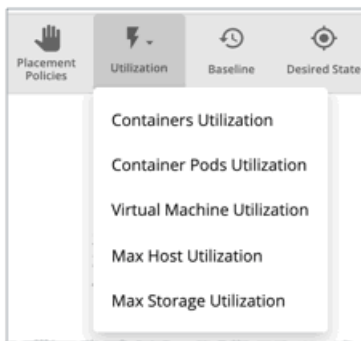 Placement
Policies
Utilization
Baseline
Desired State
Containers Utilization
Container Pods Utilization
Virtual Machine Utilization
Max Host Utilization
Max Storage Utilization